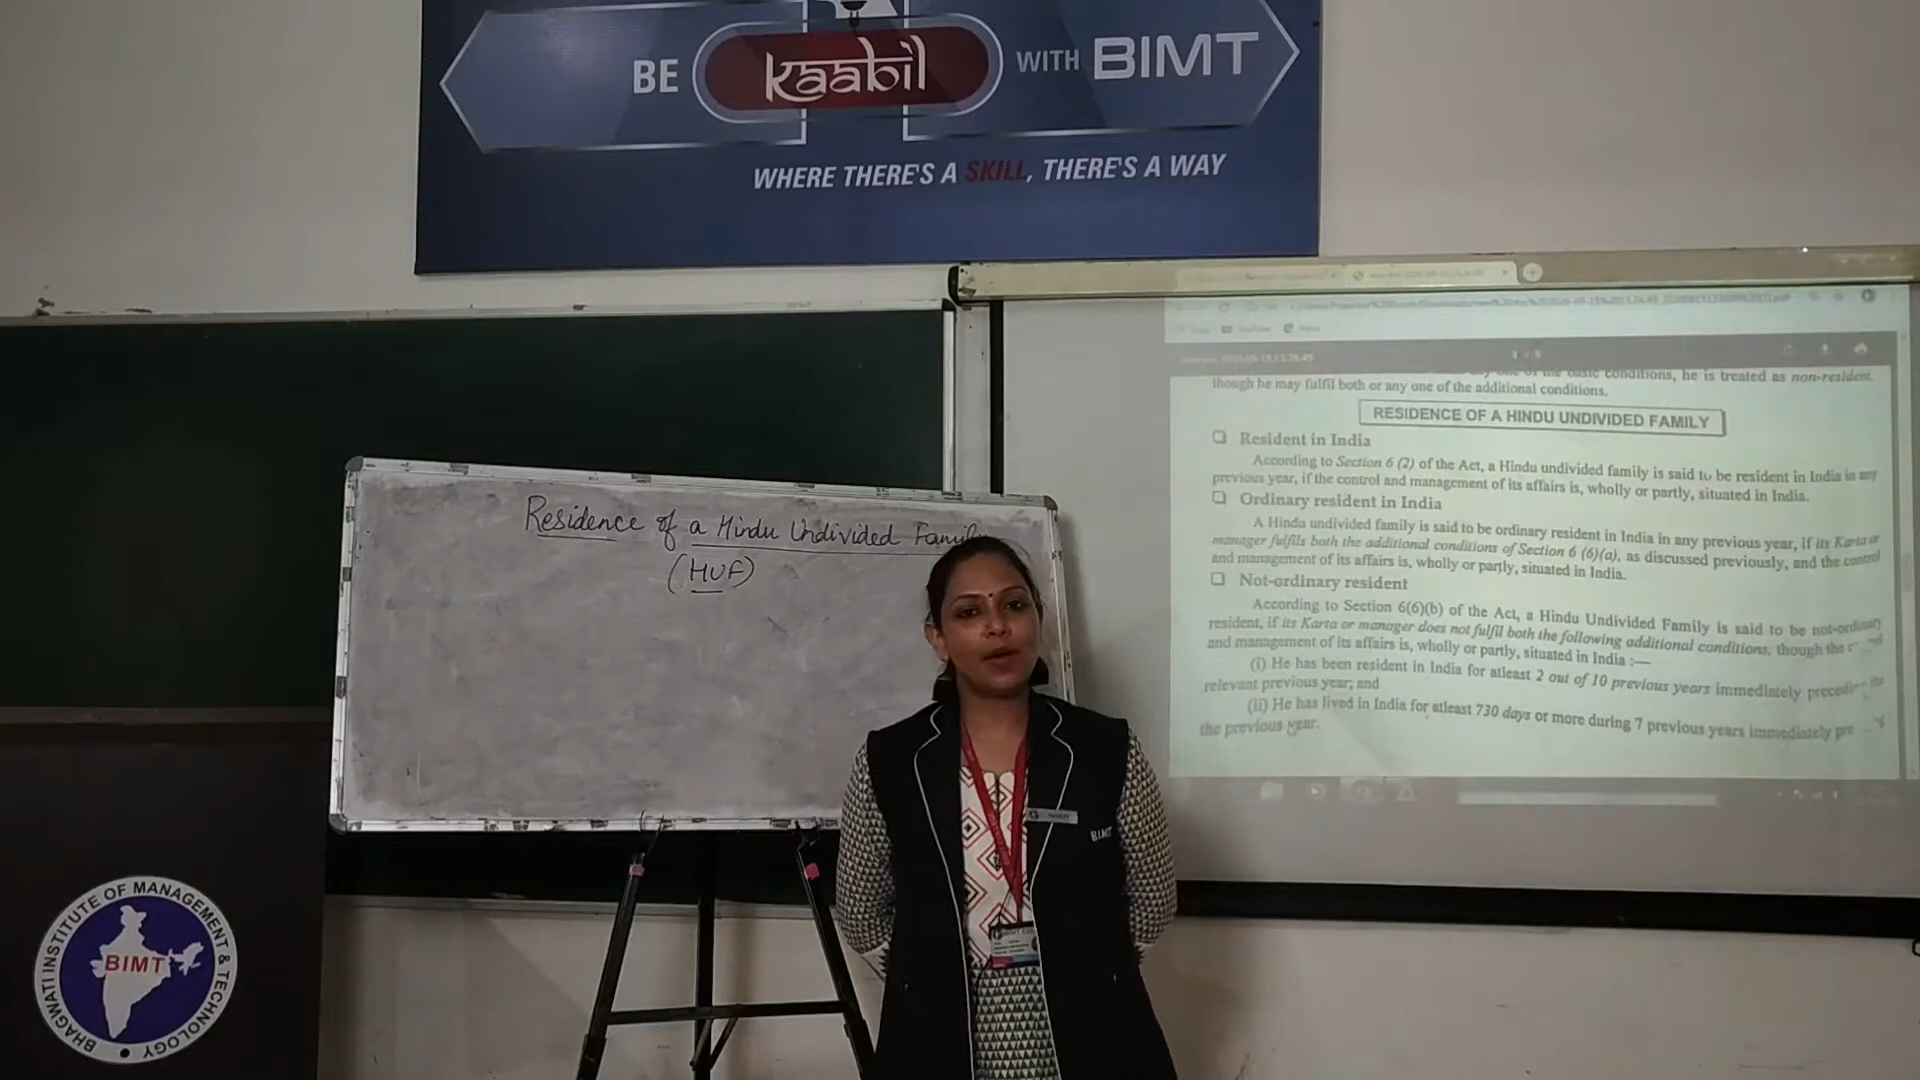 BE kaabil WITH BIMT
WHERE THERE'S A SKILL, THERE'S A WAY
Residence of a Hindu Undivided Family
(HUF)
basic conditions, he is treated as non-resident,
though he may fulfil both or any one of the additional conditions.
RESIDENCE OF A HINDU UNDIVIDED FAMILY
❑ Resident in India
According to Section 6 (2) of the Act, a Hindu undivided family is said to be resident in India in any
previous year, if the control and management of its affairs is, wholly or partly, situated in India.
❑ Ordinary resident in India
A Hindu undivided family is said to be ordinary resident in India in any previous year, if its Karta or
manager fulfils both the additional conditions of Section 6 (6)(a), as discussed previously, and the control
and management of its affairs is, wholly or partly, situated in India.
❑ Not-ordinary resident
According to Section 6(6)(b) of the Act, a Hindu Undivided Family is said to be not-ordinary
resident, if its Karta or manager does not fulfil both the following additional conditions, though the
and management of its affairs is, wholly or partly, situated in India :—
(i) He has been resident in India for atleast 2 out of 10 previous years immediately
relevant previous year; and
(ii) He has lived in India for atleast 730 days or more during 7 previous years immediately
the previous year.
BIMT
BHAGWATI INSTITUTE OF MANAGEMENT & TECHNOLOGY
BIMT